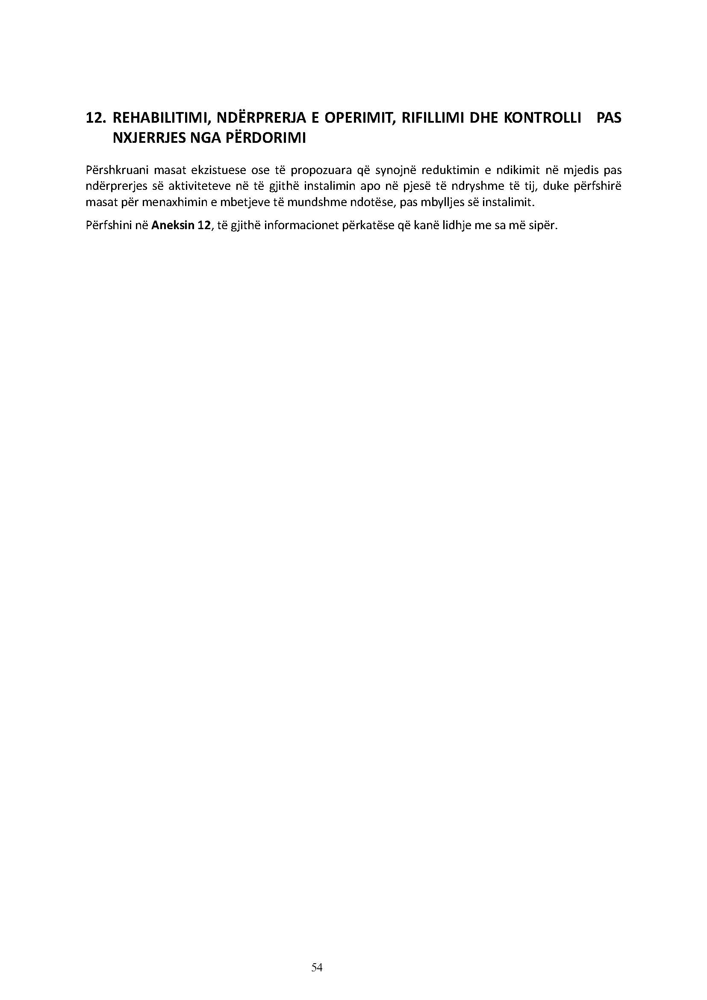 12. REHABILITIMI, NDËRPRERJA E OPERIMIT, RIFILLIMI DHE KONTROLLI PAS
NXJERRJES NGA PËRDORIMI
Përshkruani masat ekzistuese ose të propozuara që synojnë reduktimin e ndikimit në mjedis pas
ndërprerjes së aktiviteteve në të gjithë instalimin apo në pjesë të ndryshme të tij, duke përfshirë
masat për menaxhimin e mbetjeve të mundshme ndotëse, pas mbylljes së instalimit.
Përfshini në Aneksin 12, të gjithë informacionet përkatëse që kanë lidhje me sa më sipër.
54